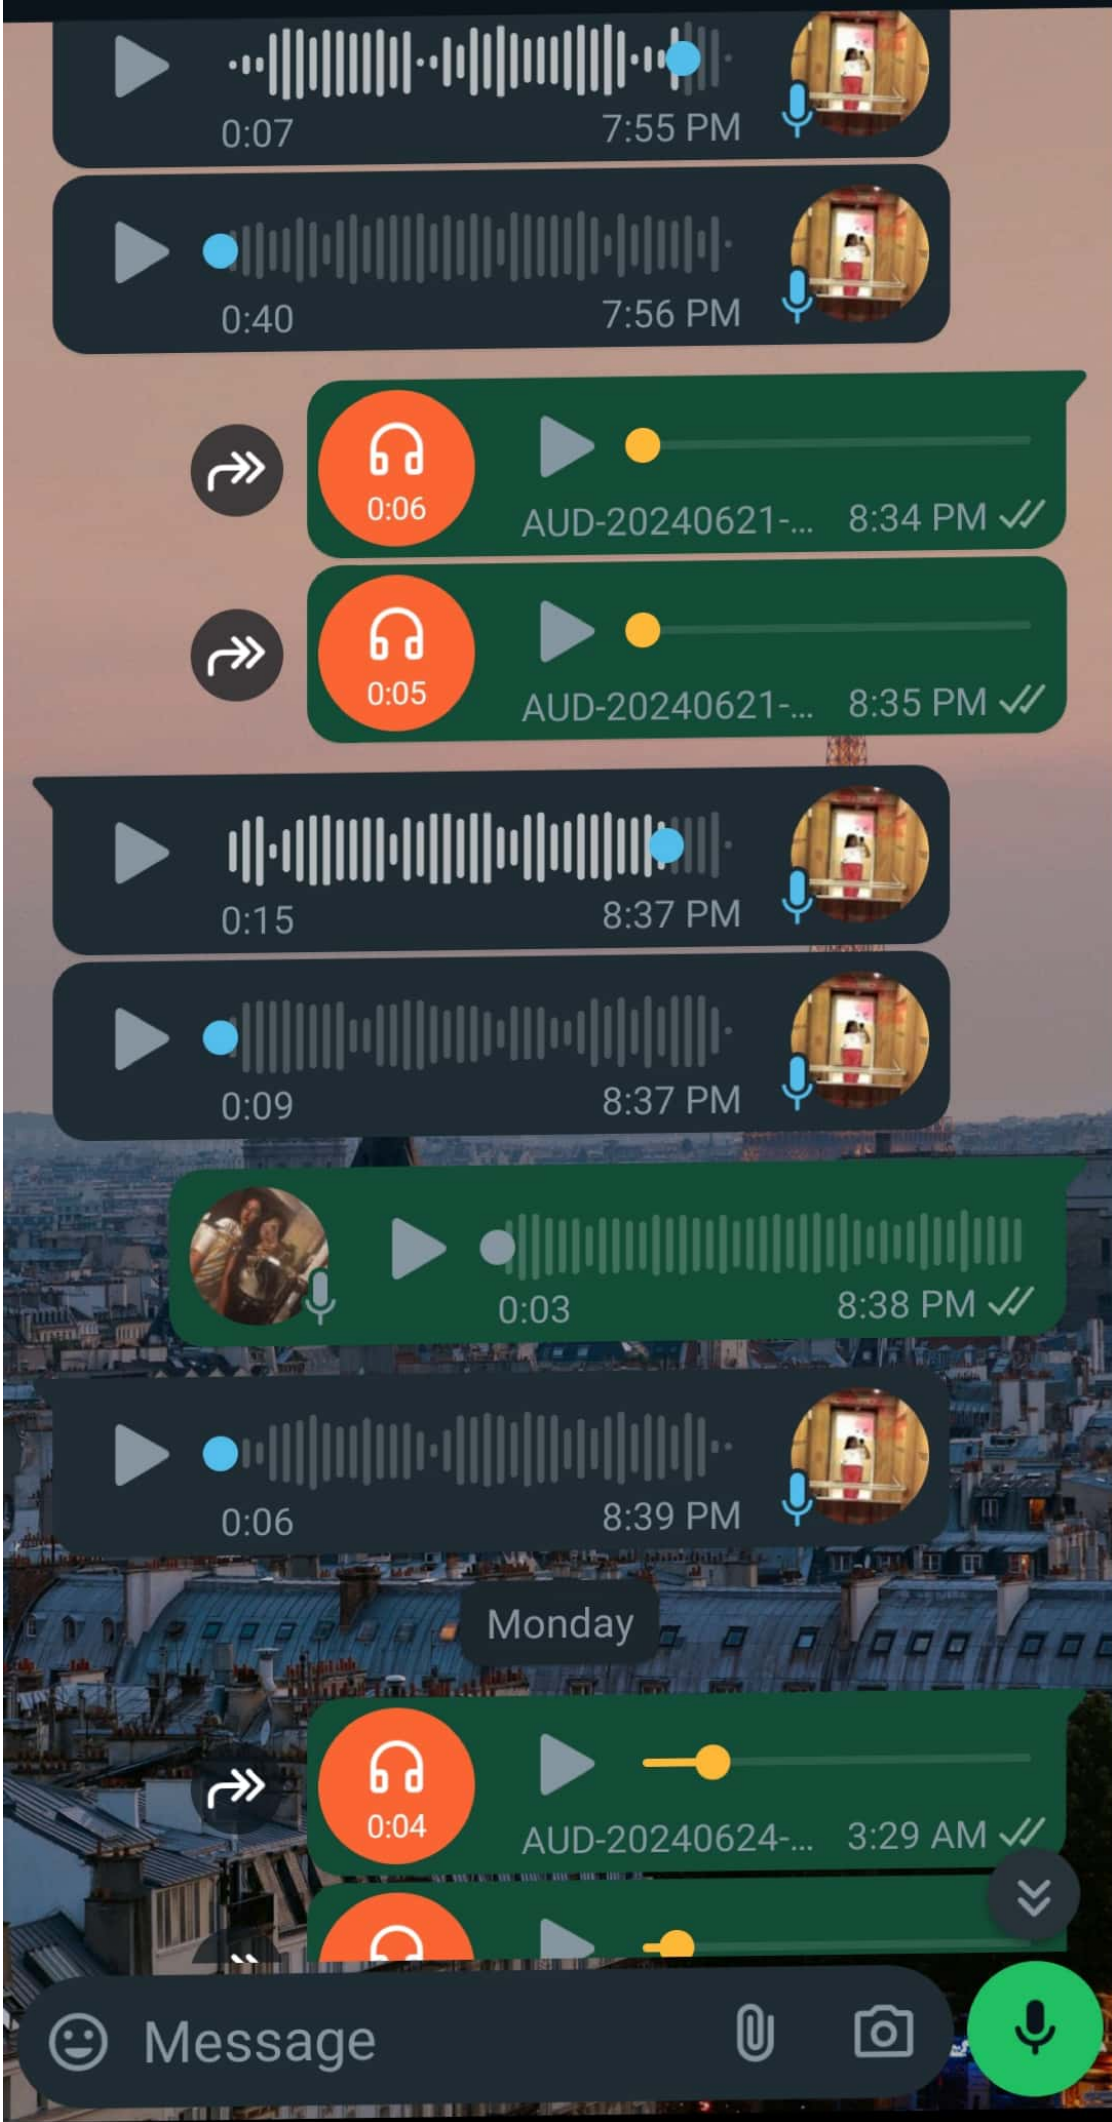 0:07 7:55 PM
0:40 7:56 PM
0:06
AUD-20240621-... 8:34 PM
0:05
AUD-20240621-... 8:35 PM
0:15 8:37 PM
0:09 8:37 PM
0:03 8:38 PM
0:06 8:39 PM
Monday
0:04
AUD-20240624-... 3:29 AM
Message